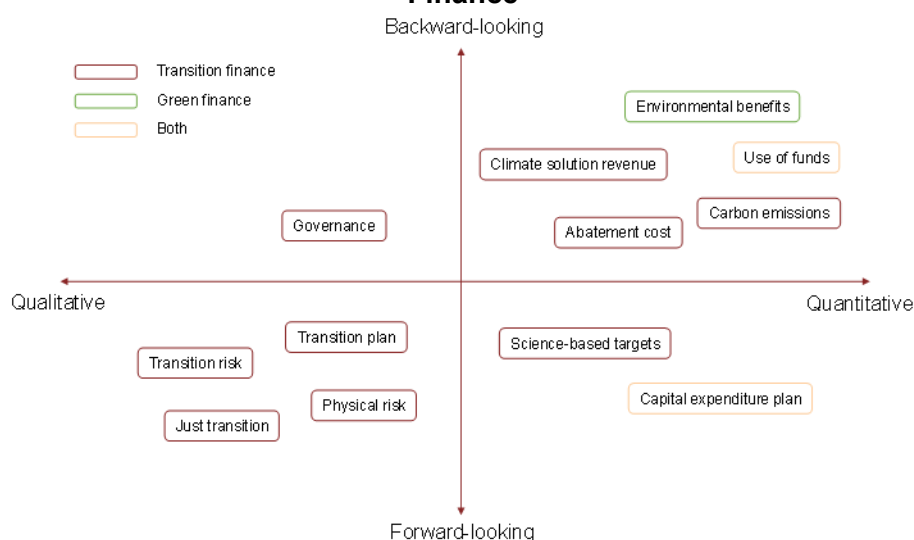 Finance
Backward-looking
Transition finance
Green finance
Both
Environmental benefits
Use of funds
Climate solution revenue
Carbon emissions
Governance
Abatement cost
Qualitative
Quantitative
Transition plan
Science-based targets
Transition risk
Capital expenditure plan
Physical risk
Just transition
Forward-looking